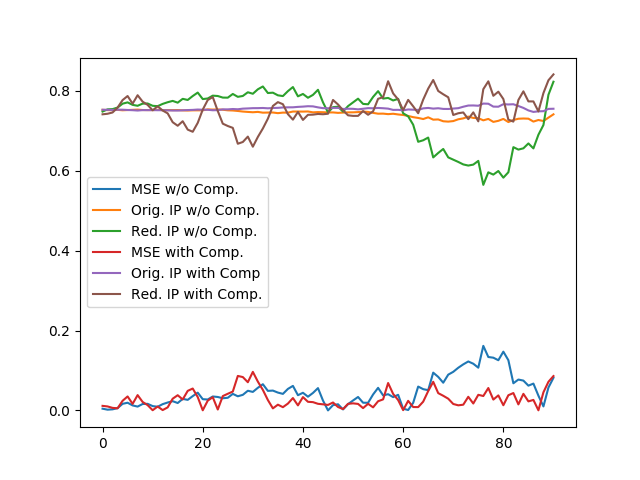 0.8
0.6
0.4
0.2
0.0
MSE w/o Comp.
Orig. IP w/o Comp.
Red. IP w/o Comp.
MSE with Comp.
Orig. IP with Comp
Red. IP with Comp.
0 20 40 60 80